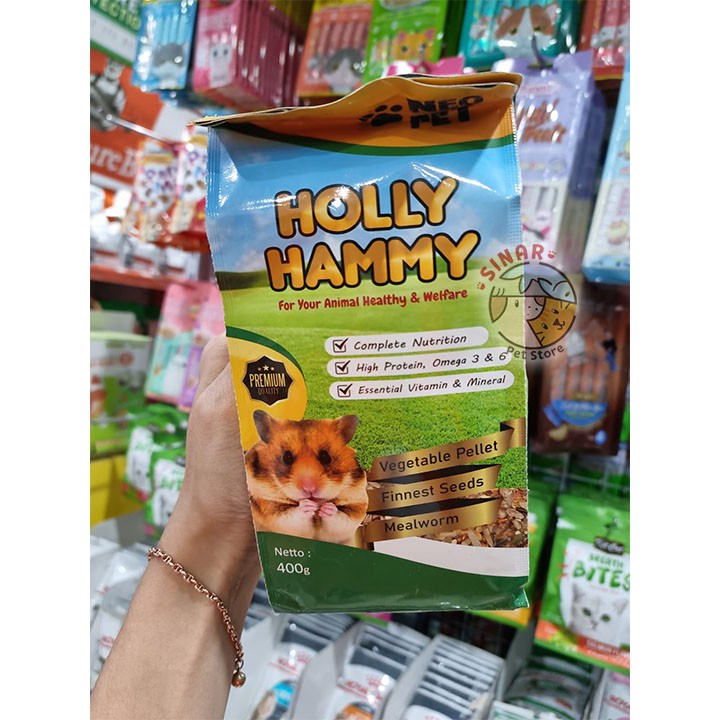 NEO
PET
HOLLY
HAMMY
For Your Animal Healthy & Welfare
Complete Nutrition
High Protein, Omega 3 & 6
Essential Vitamin & Mineral
PREMIUM
QUALITY
Vegetable Pellet
Finnest Seeds
Mealworm
Netto :
400g
SINAR
Pet Store
BITES